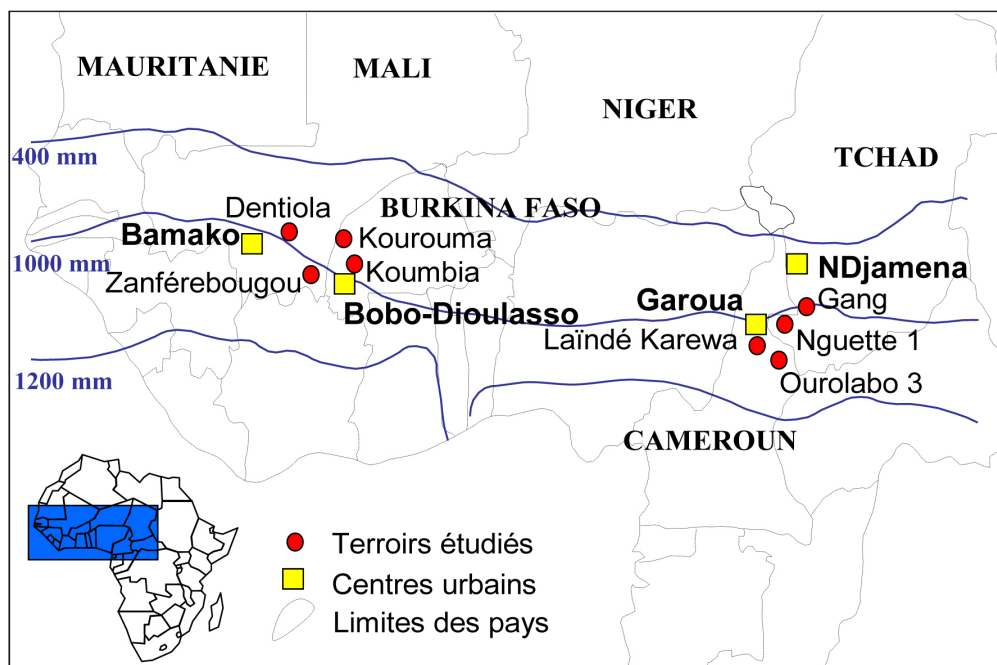 MAURITANIE
MALI
NIGER
TCHAD
400 mm
Dentiola
BURKINA FASO
Bamako
Kourouma
1000 mm
Koumbia
Zanférebougou
NDjamena
Bobo-Dioulasso
Garoua
Gang
Laïndé Karewa
Nguette 1
1200 mm
Ourolabo 3
CAMEROUN
Terroirs étudiés
Centres urbains
Limites des pays